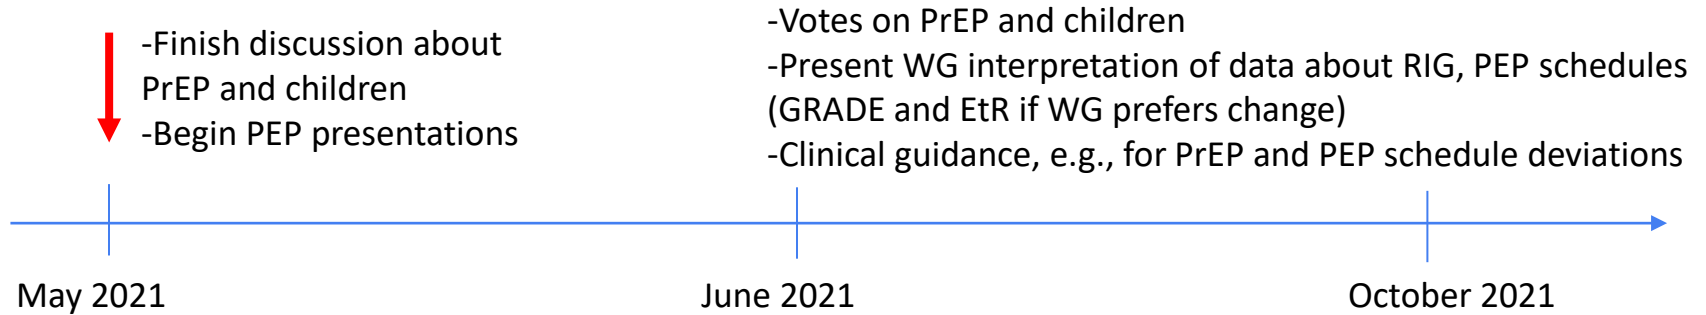 -Finish discussion about
PrEP and children
-Begin PEP presentations
-Votes on PrEP and children
-Present WG interpretation of data about RIG, PEP schedules
(GRADE and EtR if WG prefers change)
-Clinical guidance, e.g., for PrEP and PEP schedule deviations
May 2021
June 2021
October 2021